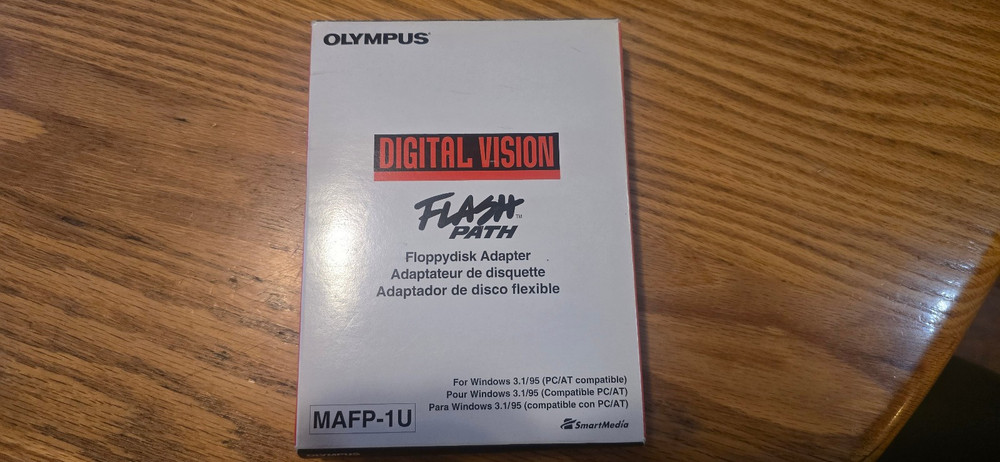 OLYMPUS
DIGITAL VISION
FLASH
PATH™
Floppydisk Adapter
Adaptateur de disquette
Adaptador de disco flexible
For Windows 3.1/95 (PC/AT compatible)
Pour Windows 3.1/95 (Compatible PC/AT)
Para Windows 3.1/95 (compatible con PC/AT)
MAFP-1U
SmartMedia
OLYMPUS